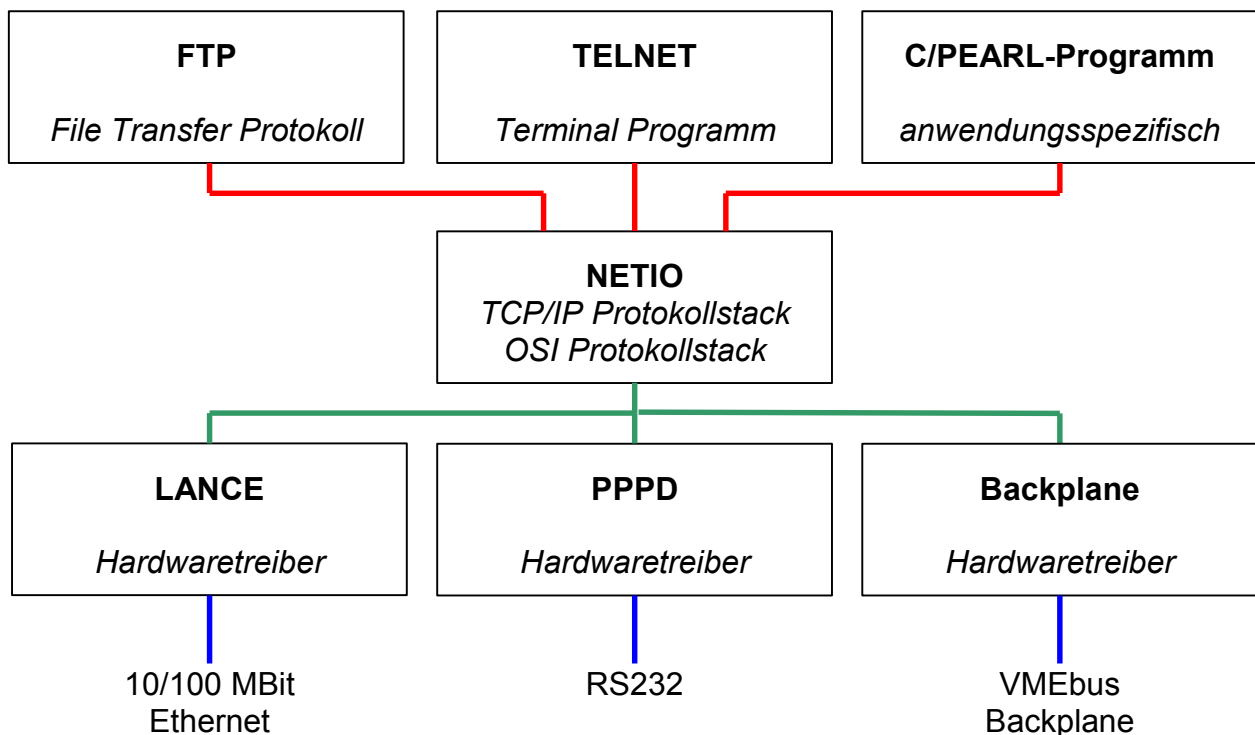 FTP
File Transfer Protokoll
TELNET
Terminal Programm
C/PEARL-Programm
anwendungsspezifisch
NETIO
TCP/IP Protokollstack
OSI Protokollstack
LANCE
Hardwaretreiber
PPPD
Hardwaretreiber
Backplane
Hardwaretreiber
10/100 MBit
Ethernet
RS232
VMEbus
Backplane